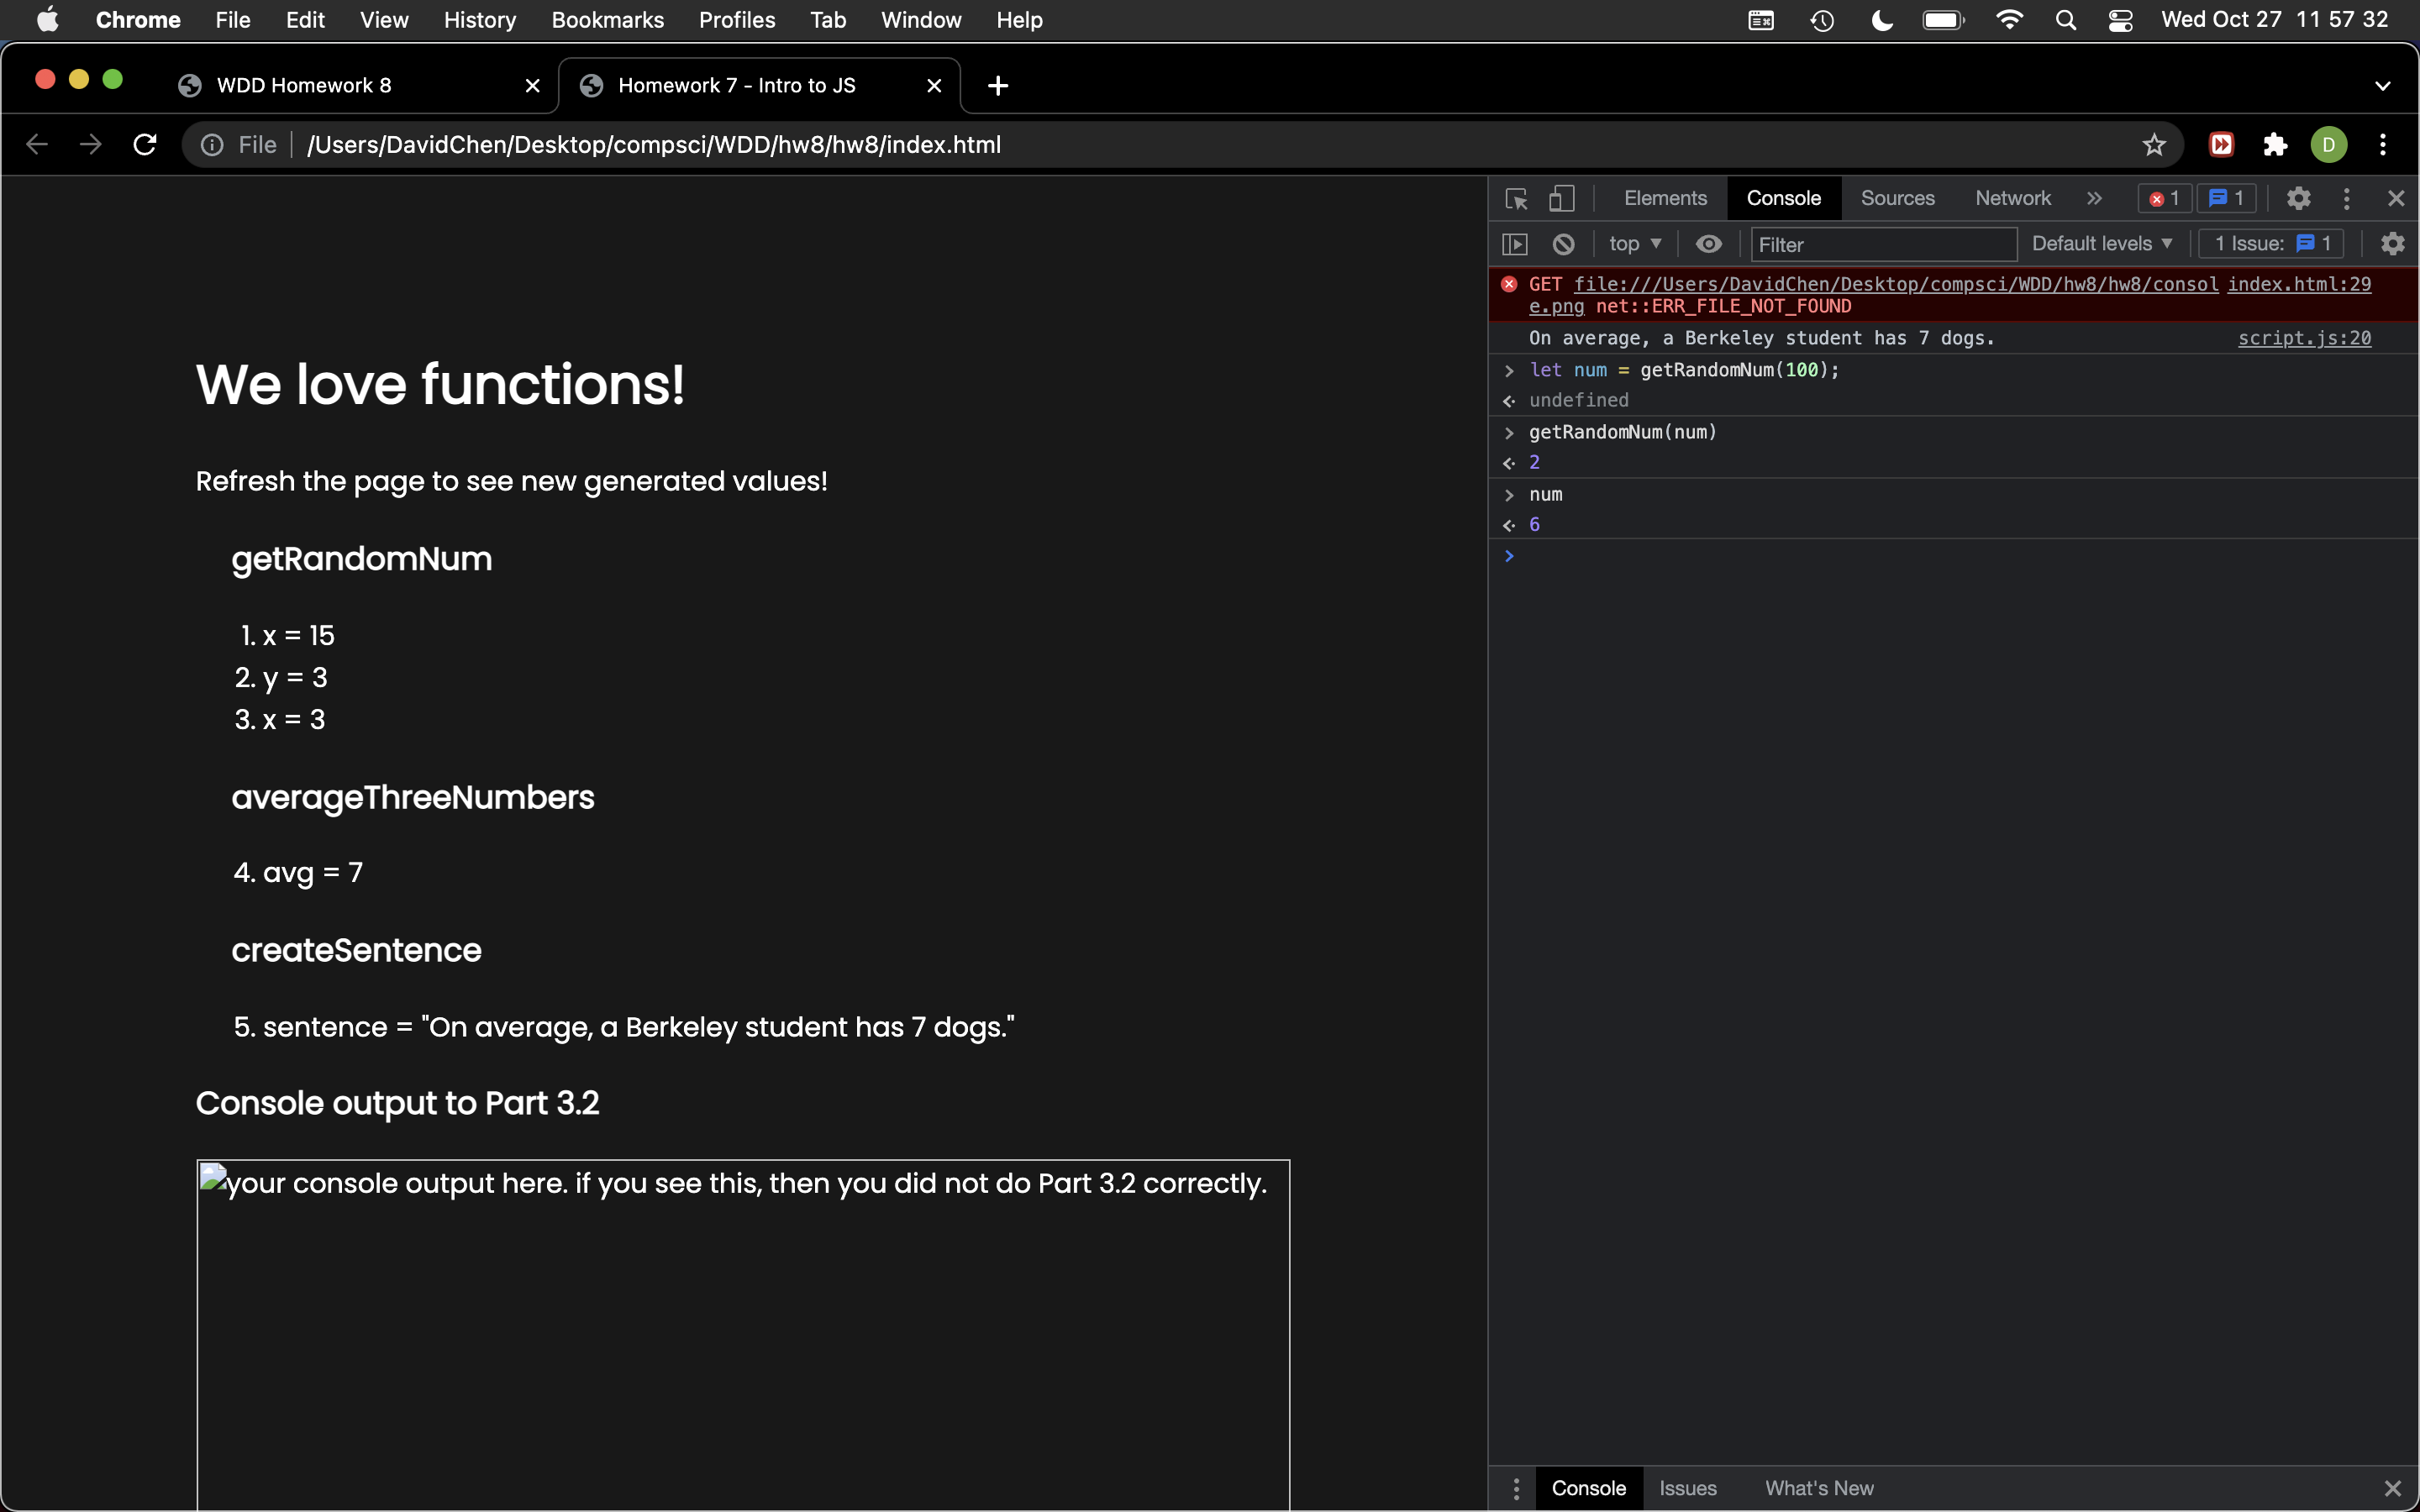 Chrome File Edit View History Bookmarks Profiles Tab Window Help Wed Oct 27 11 57 32
WDD Homework 8 Homework 7 - Intro to JS
File /Users/DavidChen/Desktop/compsci/WDD/hw8/hw8/index.html D
We love functions!
Refresh the page to see new generated values!
getRandomNum
1. x = 15
2. y = 3
3. x = 3
averageThreeNumbers
4. avg = 7
createSentence
5. sentence = "On average, a Berkeley student has 7 dogs."
Console output to Part 3.2
your console output here. if you see this, then you did not do Part 3.2 correctly.
Elements Console Sources Network 1 1
top Filter Default levels 1 Issue: 1
GET file:///Users/DavidChen/Desktop/compsci/WDD/hw8/hw8/consol index.html:29
e.png net::ERR_FILE_NOT_FOUND
On average, a Berkeley student has 7 dogs. script.js:20
let num = getRandomNum(100);
undefined
getRandomNum(num)
2
num
6
Console Issues What's New